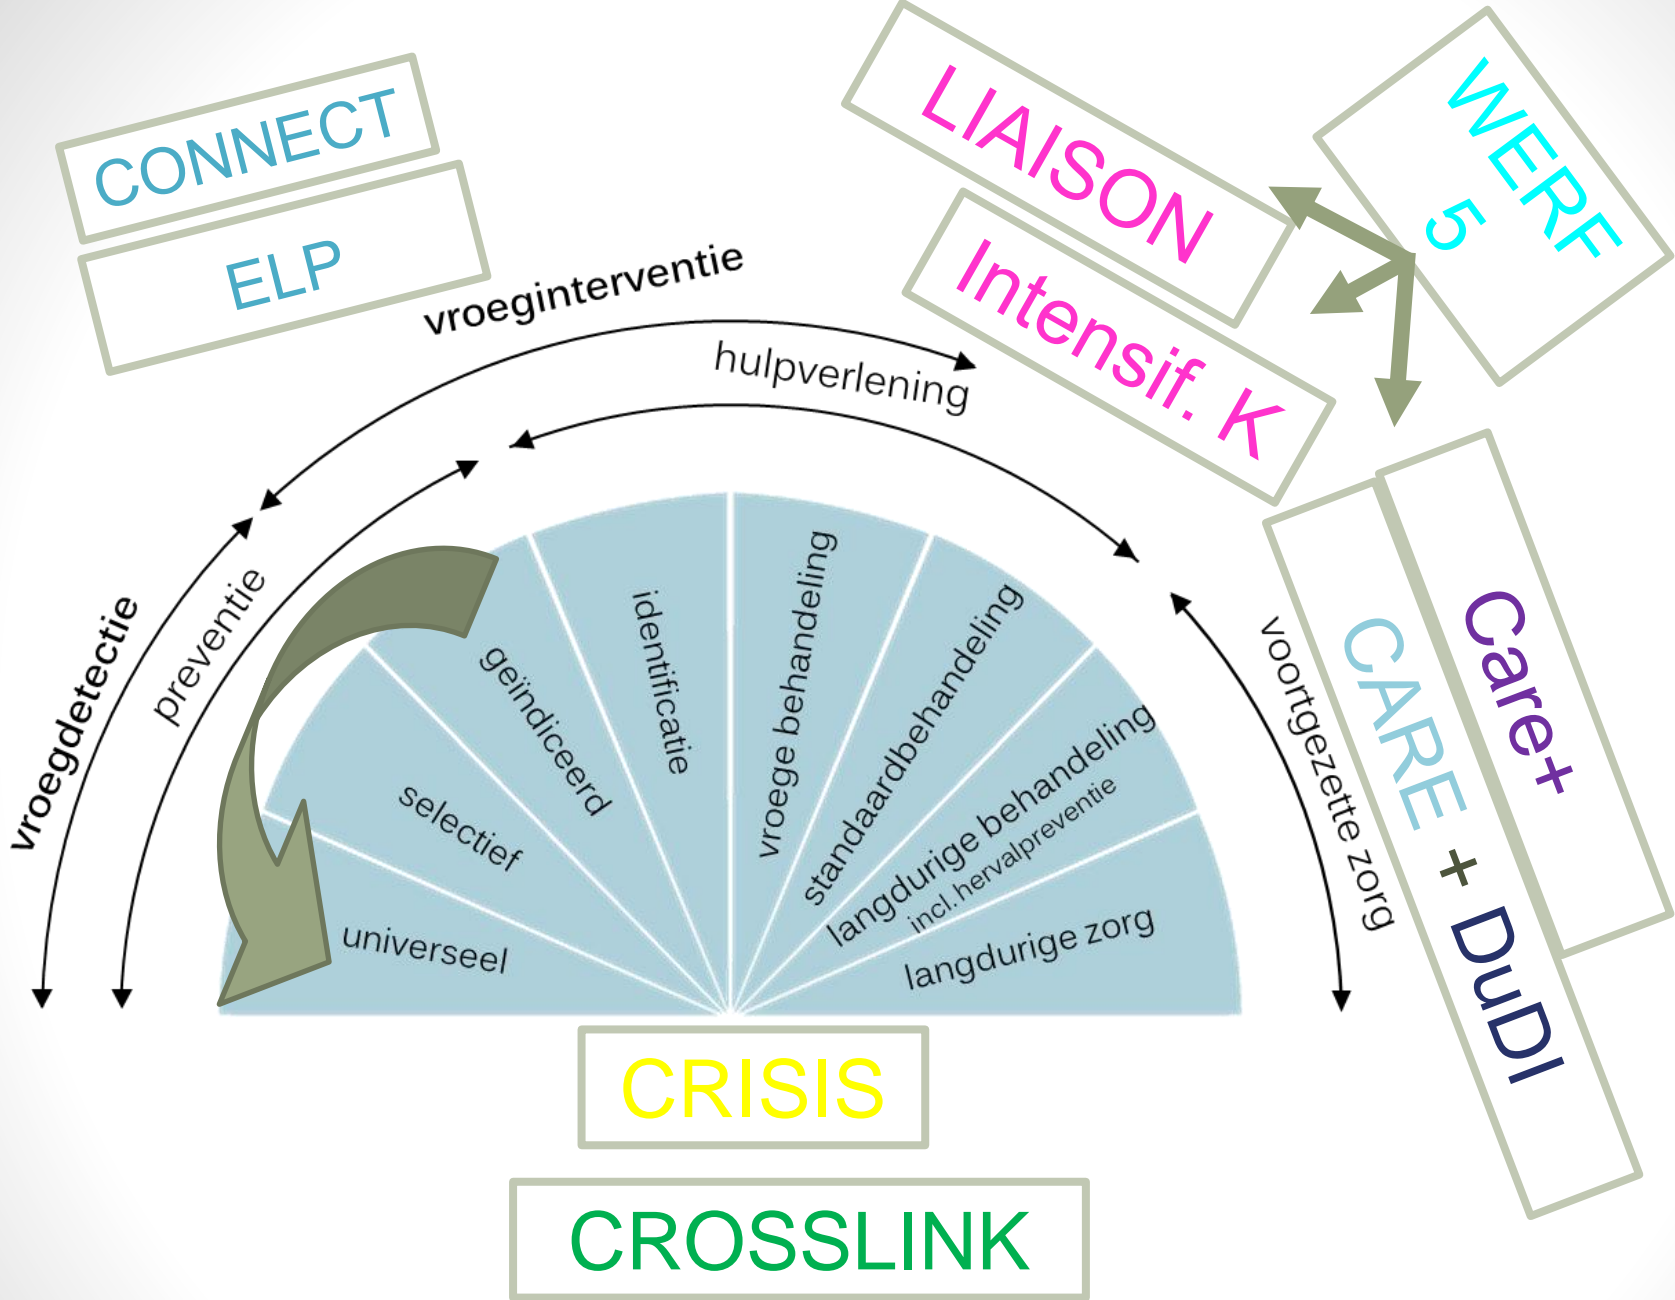 CONNECT
ELP
LIAISON
Intensif. K
WERF
5
vroeginterventie
hulpverlening
vroegdetectie
preventie
voortgezette zorg
universeel
selectief
geïndiceerd
identificatie
vroege behandeling
standaardbehandeling
langdurige behandeling
incl. hervalpreventie
langdurige zorg
Care+
CARE + DuDI
CRISIS
CROSSLINK